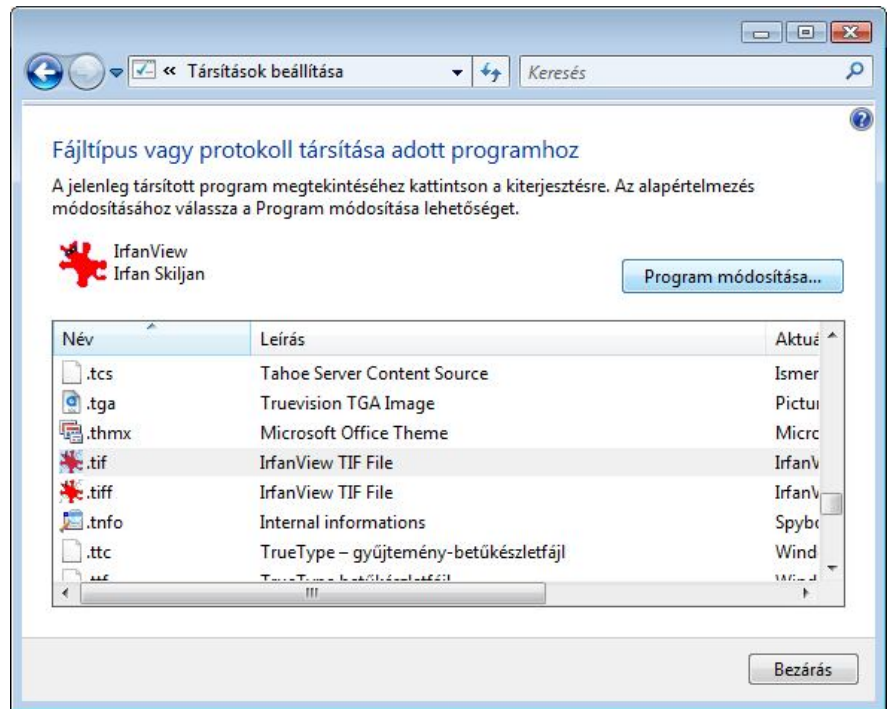 « Társítások beállítása
Keresés
Fájltípus vagy protokoll társítása adott programhoz
A jelenleg társított program megtekintéséhez kattintson a kiterjesztésre. Az alapértelmezés
módosításához válassza a Program módosítása lehetőséget.
IrfanView
Irfan Skiljan
Program módosítása...
Név Leírás
.tcs Tahoe Server Content Source
.tga Truevision TGA Image
.thmx Microsoft Office Theme
.tif IrfanView TIF File
.tiff IrfanView TIF File
.tnfo Internal informations
.ttc TrueType – gyűjtemény-betűkészletfájl
Bezárás